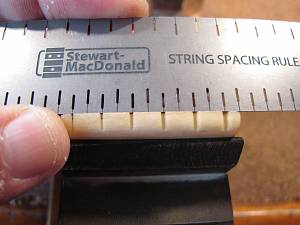 Stewart-
MacDonald
STRING SPACING RULE